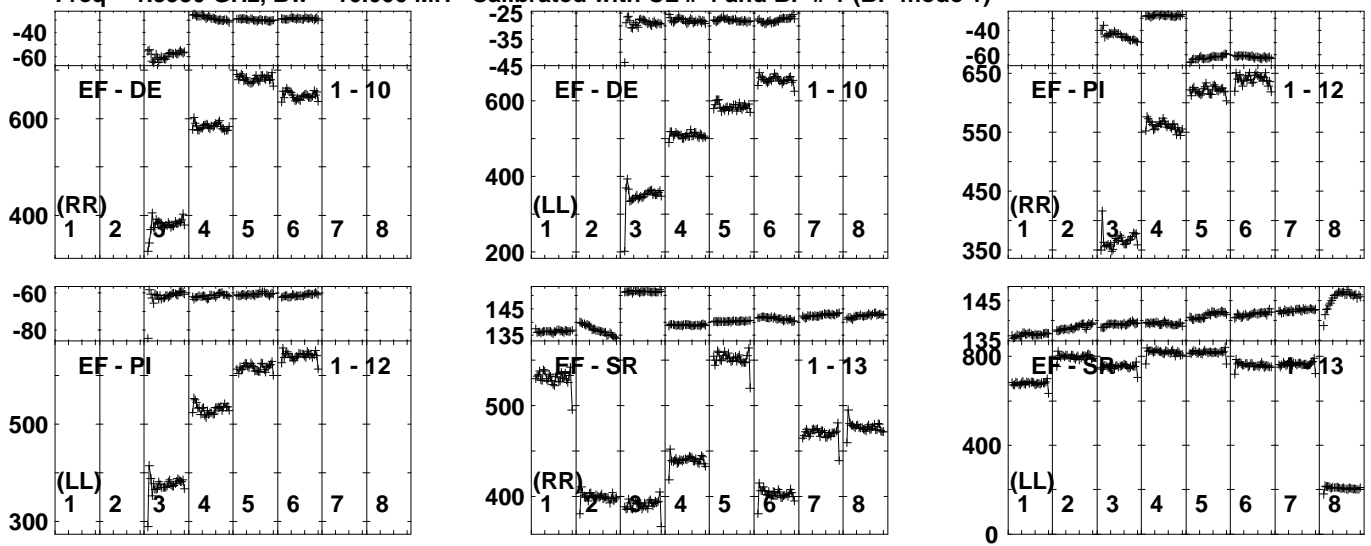 -40
-60
EF - DE 1 - 10
600
400
(RR)
1 2 3 4 5 6 7 8
-25
-35
-45
EF - DE 1 - 10
600
400
(LL)
200
1 2 3 4 5 6 7 8
-40
-60
650
EF - PI 1 - 12
550
450
(RR)
350
1 2 3 4 5 6 7 8
-60
-80
EF - PI 1 - 12
500
(LL)
300
1 2 3 4 5 6 7 8
145
135
EF - SR 1 - 13
500
(RR)
400
1 2 3 4 5 6 7 8
145
135
800
EF - SR 1 - 13
400
(LL)
0
1 2 3 4 5 6 7 8